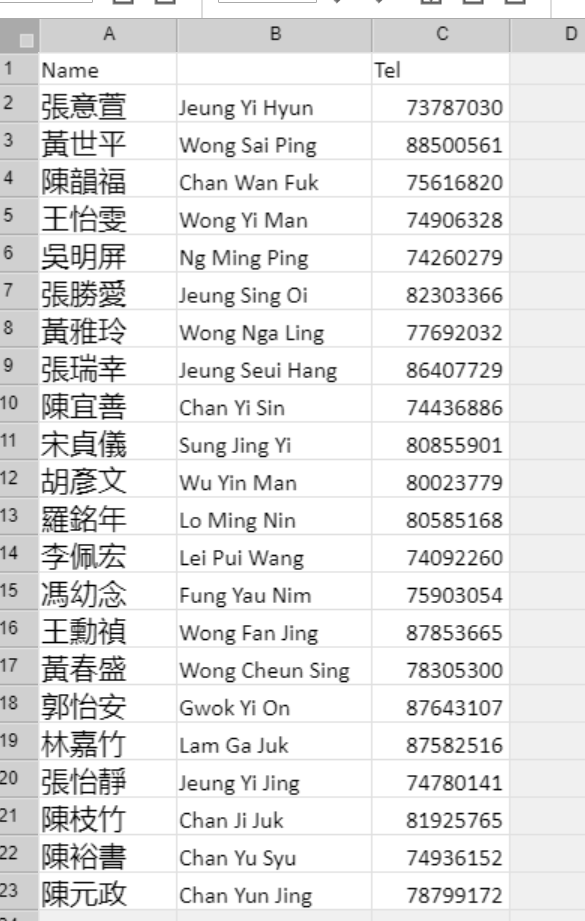 A B C D
1 Name Tel
2 張意萱 Jeung Yi Hyun 73787030
3 黃世平 Wong Sai Ping 88500561
4 陳韻福 Chan Wan Fuk 75616820
5 王怡雯 Wong Yi Man 74906328
6 吳明屏 Ng Ming Ping 74260279
7 張勝愛 Jeung Sing Oi 82303366
8 黃雅玲 Wong Nga Ling 77692032
9 張瑞幸 Jeung Seui Hang 86407729
10 陳宜善 Chan Yi Sin 74436886
11 宋貞儀 Sung Jing Yi 80855901
12 胡彥文 Wu Yin Man 80023779
13 羅銘年 Lo Ming Nin 80585168
14 李佩宏 Lei Pui Wang 74092260
15 馮幼念 Fung Yau Nim 75903054
16 王勳禎 Wong Fan Jing 87853665
17 黃春盛 Wong Cheun Sing 78305300
18 郭怡安 Gwok Yi On 87643107
19 林嘉竹 Lam Ga Juk 87582516
20 張怡靜 Jeung Yi Jing 74780141
21 陳枝竹 Chan Ji Juk 81925765
22 陳裕書 Chan Yu Syu 74936152
23 陳元政 Chan Yun Jing 78799172